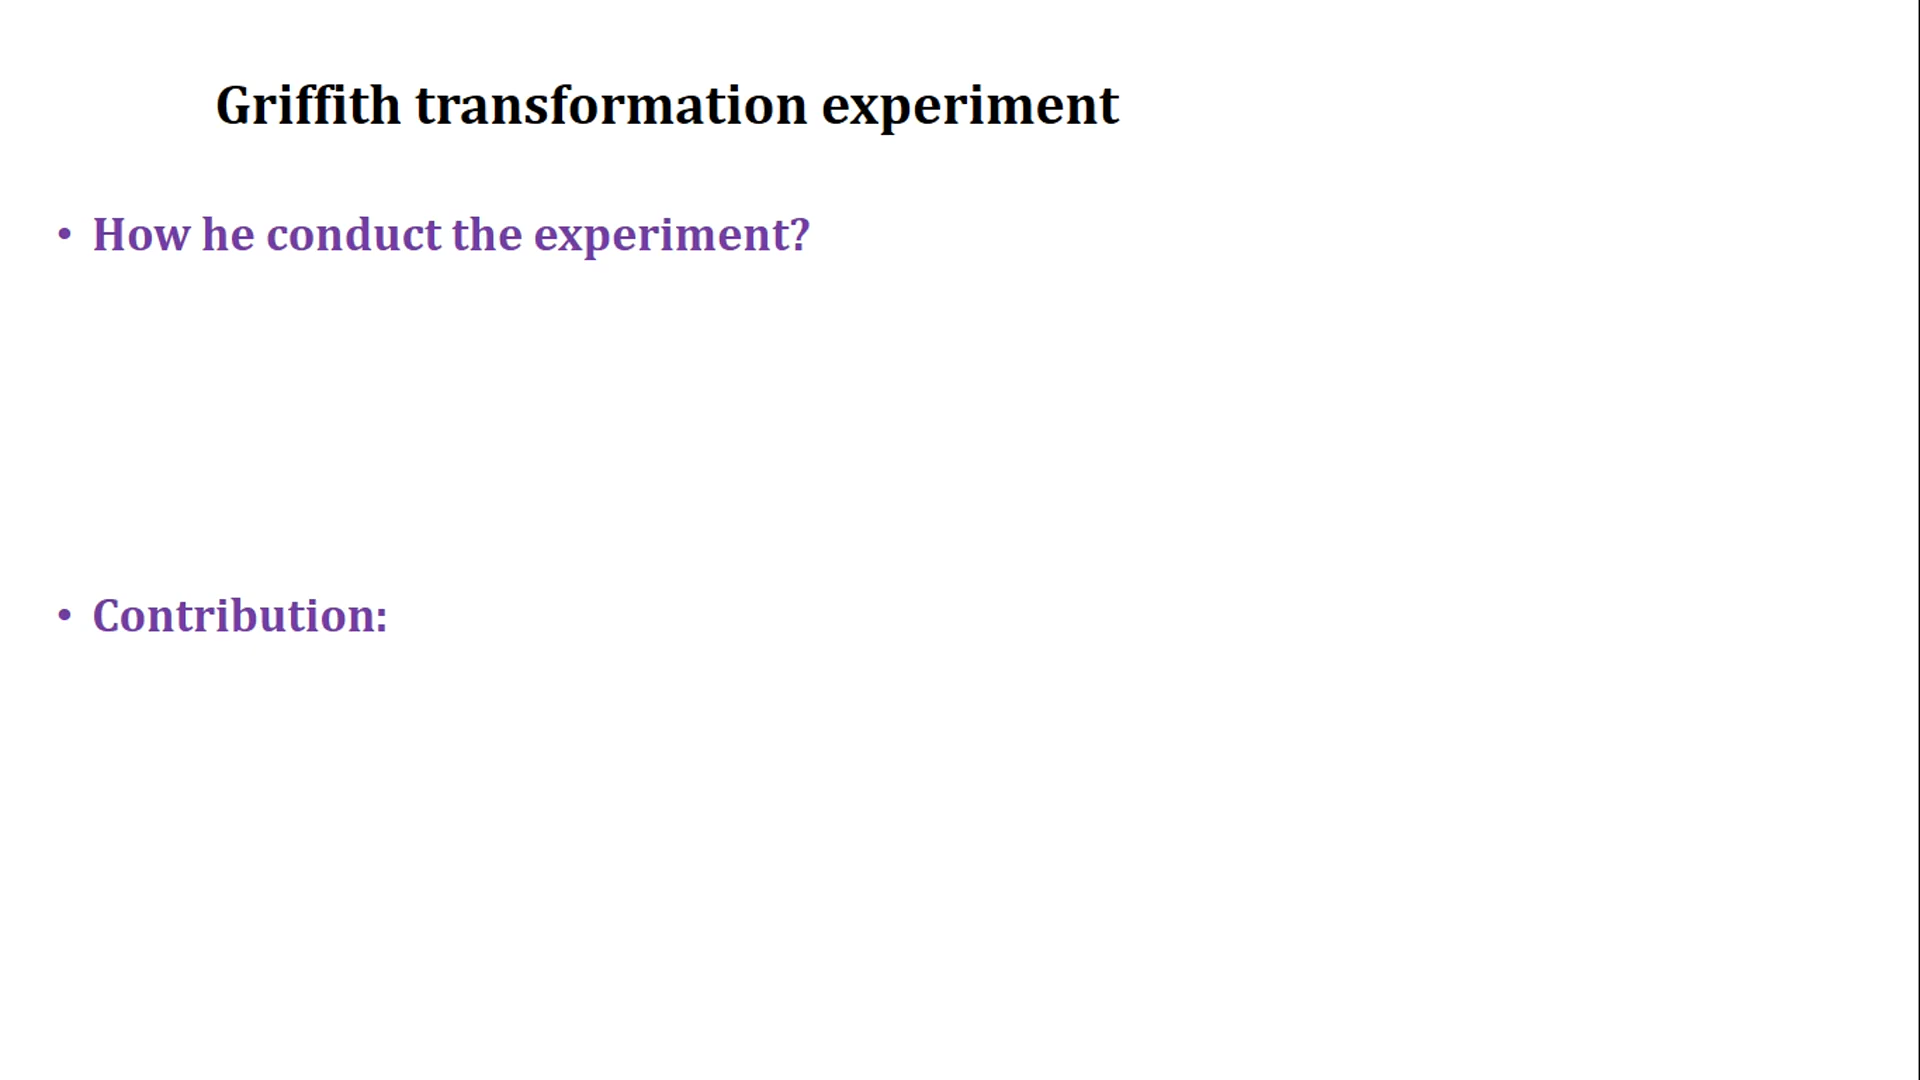 Griffith transformation experiment
• How he conduct the experiment?
• Contribution: